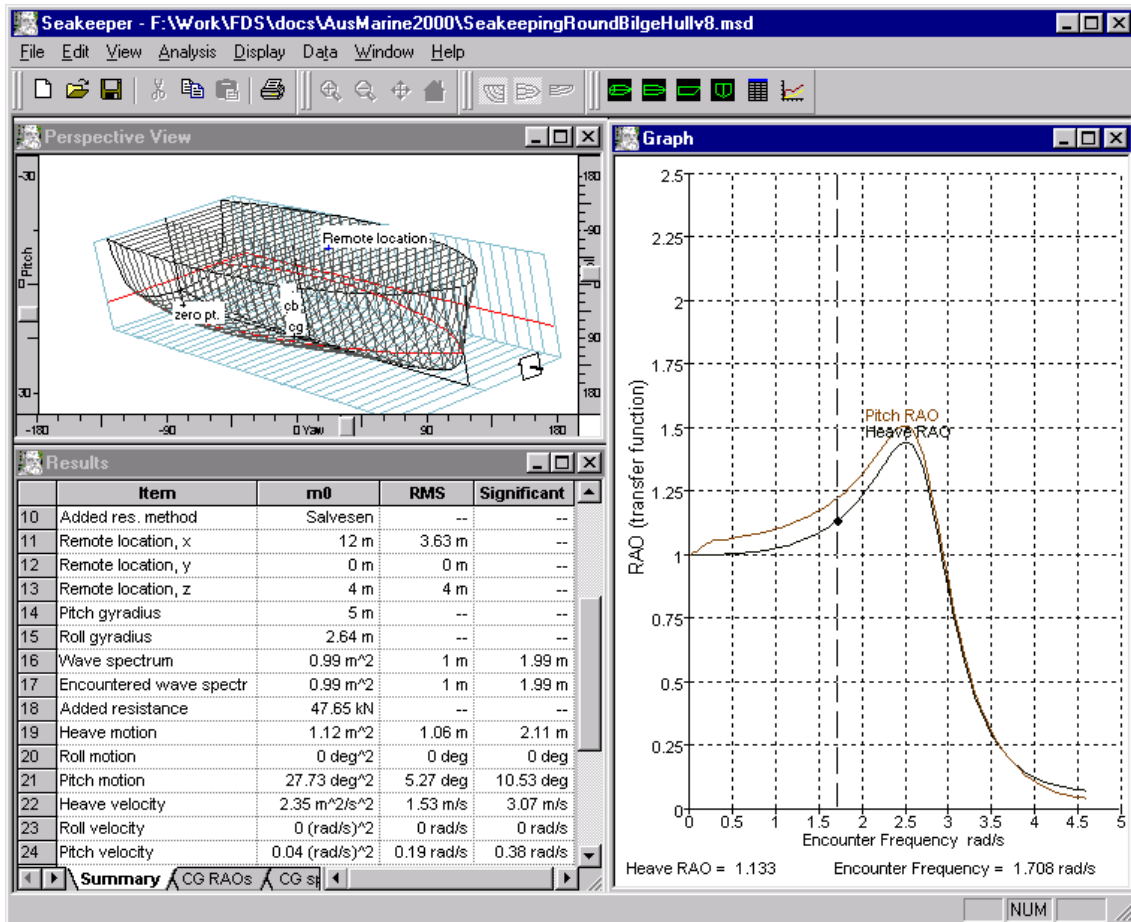 Seakeeper - F:\Work\FDS\docs\AusMarine2000\SeakeepingRoundBilgeHullv8.msd
File Edit View Analysis Display Data Window Help
Perspective View
-30
Pitch
0
30
-180
-90
0
90
180
Remote location
zero pt.
cb
cg
-180 -90 0 Yaw 90 180
Results
Item m0 RMS Significant
10 Added res. method Salvesen -- --
11 Remote location, x 12 m 3.63 m --
12 Remote location, y 0 m 0 m --
13 Remote location, z 4 m 4 m --
14 Pitch gyradius 5 m -- --
15 Roll gyradius 2.64 m -- --
16 Wave spectrum 0.99 m^2 1 m 1.99 m
17 Encountered wave spectr 0.99 m^2 1 m 1.99 m
18 Added resistance 47.65 kN -- --
19 Heave motion 1.12 m^2 1.06 m 2.11 m
20 Roll motion 0 deg^2 0 deg 0 deg
21 Pitch motion 27.73 deg^2 5.27 deg 10.53 deg
22 Heave velocity 2.35 m^2/s^2 1.53 m/s 3.07 m/s
23 Roll velocity 0 (rad/s)^2 0 rad/s 0 rad/s
24 Pitch velocity 0.04 (rad/s)^2 0.19 rad/s 0.38 rad/s
Summary CG RAOs CG sp
Graph
RAO (transfer function)
2.5
2.25
2
1.75
1.5
1.25
1
0.75
0.5
0.25
0
Pitch RAO
Heave RAO
0 0.5 1 1.5 2 2.5 3 3.5 4 4.5 5
Encounter Frequency rad/s
Heave RAO = 1.133 Encounter Frequency = 1.708 rad/s
NUM